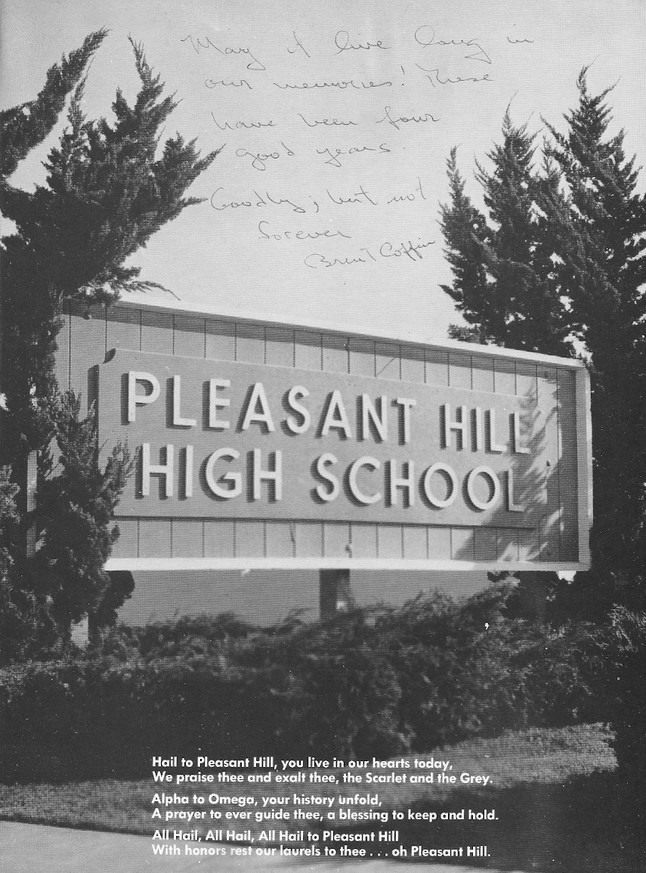 May it live long in
our memories! These
have been four
good years.
Goodby; but not
forever
Brent Coffin
PLEASANT HILL
HIGH SCHOOL
Hail to Pleasant Hill, you live in our hearts today,
We praise thee and exalt thee, the Scarlet and the Grey.
Alpha to Omega, your history unfold,
A prayer to ever guide thee, a blessing to keep and hold.
All Hail, All Hail, All Hail to Pleasant Hill
With honors rest our laurels to thee . . . oh Pleasant Hill.